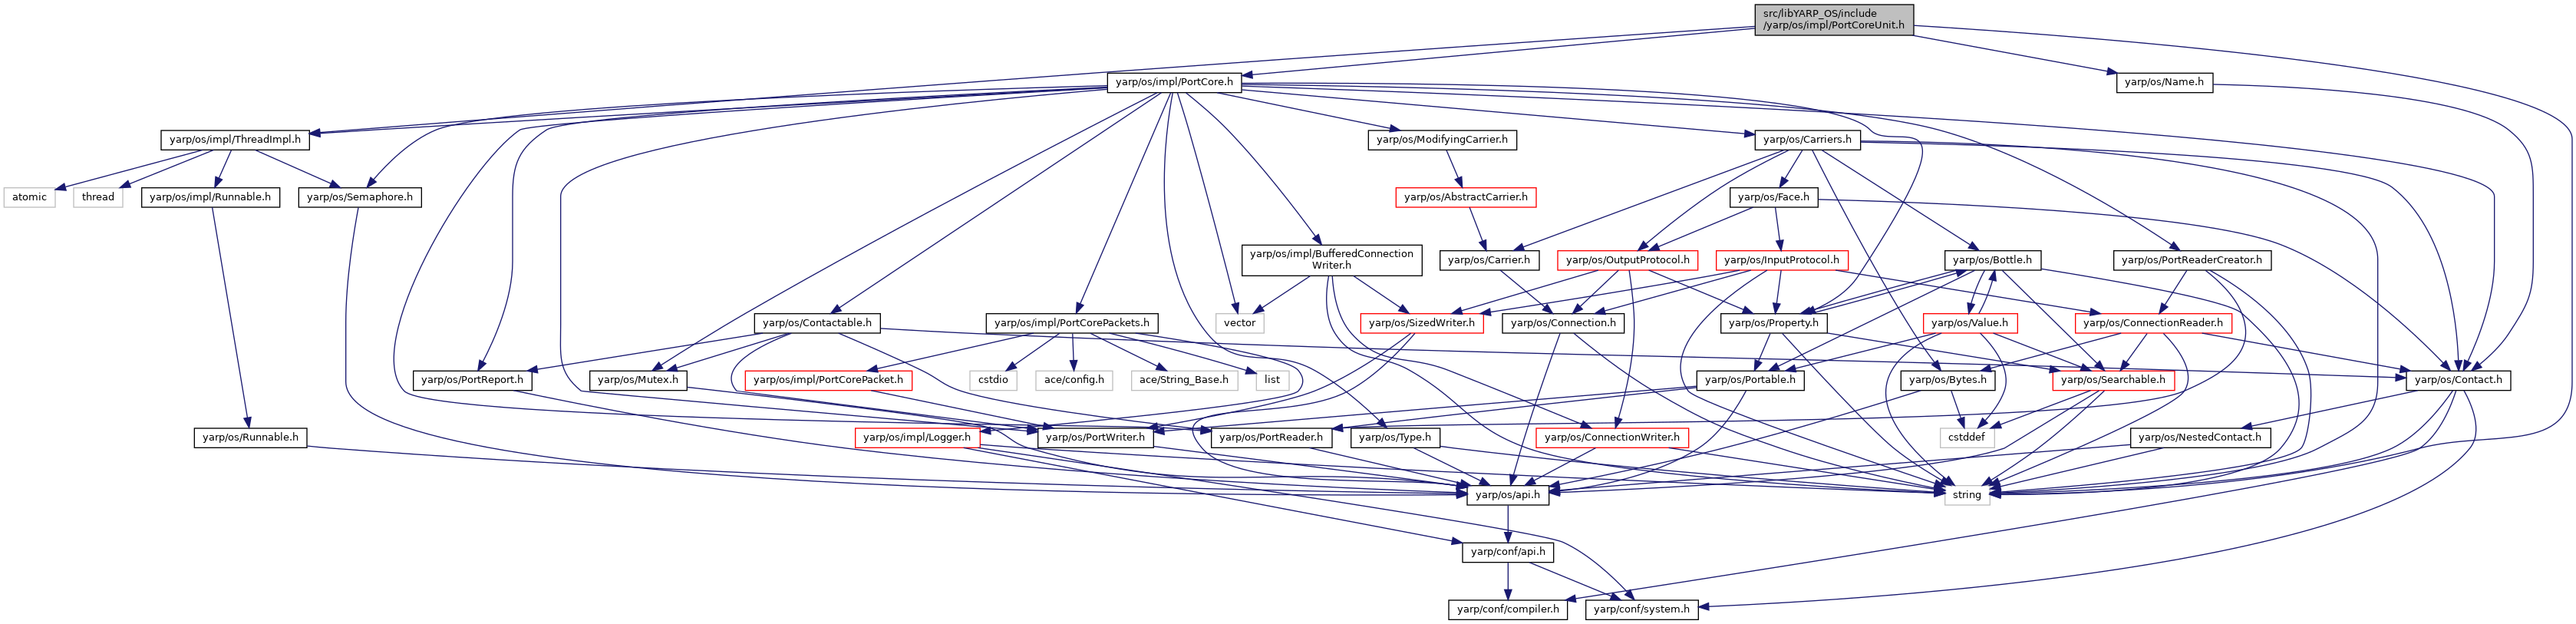 src/libYARP_OS/include
/yarp/os/impl/PortCoreUnit.h
yarp/os/impl/PortCore.h
yarp/os/Name.h
yarp/os/impl/ThreadImpl.h
yarp/os/ModifyingCarrier.h
yarp/os/Carriers.h
atomic
thread
yarp/os/impl/Runnable.h
yarp/os/Semaphore.h
yarp/os/AbstractCarrier.h
yarp/os/Face.h
yarp/os/impl/BufferedConnection
Writer.h
yarp/os/Carrier.h
yarp/os/OutputProtocol.h
yarp/os/InputProtocol.h
yarp/os/Bottle.h
yarp/os/PortReaderCreator.h
yarp/os/Contactable.h
yarp/os/impl/PortCorePackets.h
vector
yarp/os/SizedWriter.h
yarp/os/Connection.h
yarp/os/Property.h
yarp/os/Value.h
yarp/os/ConnectionReader.h
yarp/os/PortReport.h
yarp/os/Mutex.h
yarp/os/impl/PortCorePacket.h
cstdio
ace/config.h
ace/String_Base.h
list
yarp/os/Portable.h
yarp/os/Bytes.h
yarp/os/Searchable.h
yarp/os/Contact.h
yarp/os/Runnable.h
yarp/os/impl/Logger.h
yarp/os/PortWriter.h
yarp/os/PortReader.h
yarp/os/Type.h
yarp/os/ConnectionWriter.h
cstddef
yarp/os/NestedContact.h
yarp/os/api.h
string
yarp/conf/api.h
yarp/conf/compiler.h
yarp/conf/system.h